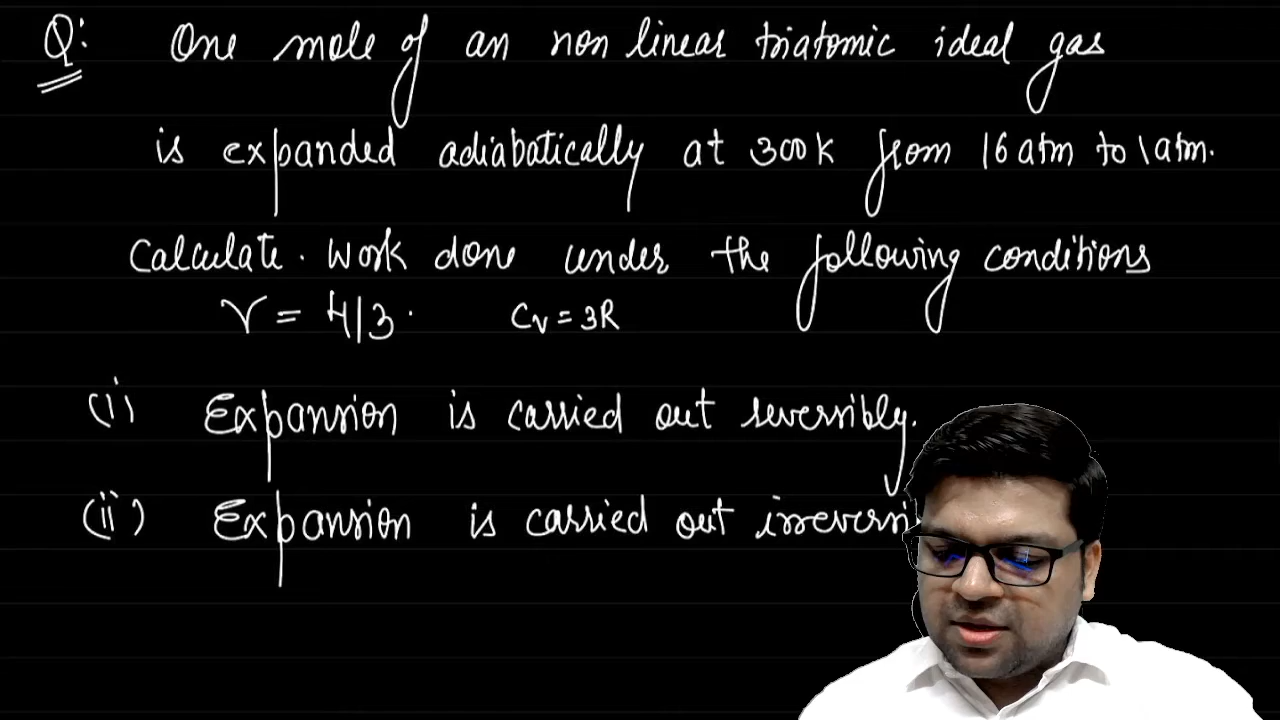 Q:
One mole of an non linear triatomic ideal gas
is expanded adiabatically at 300K from 16 atm to 1 atm.
Calculate. Work done under the following conditions
γ = 4/3. Cv = 3R
(i) Expansion is carried out reversibly.
(ii) Expansion is carried out